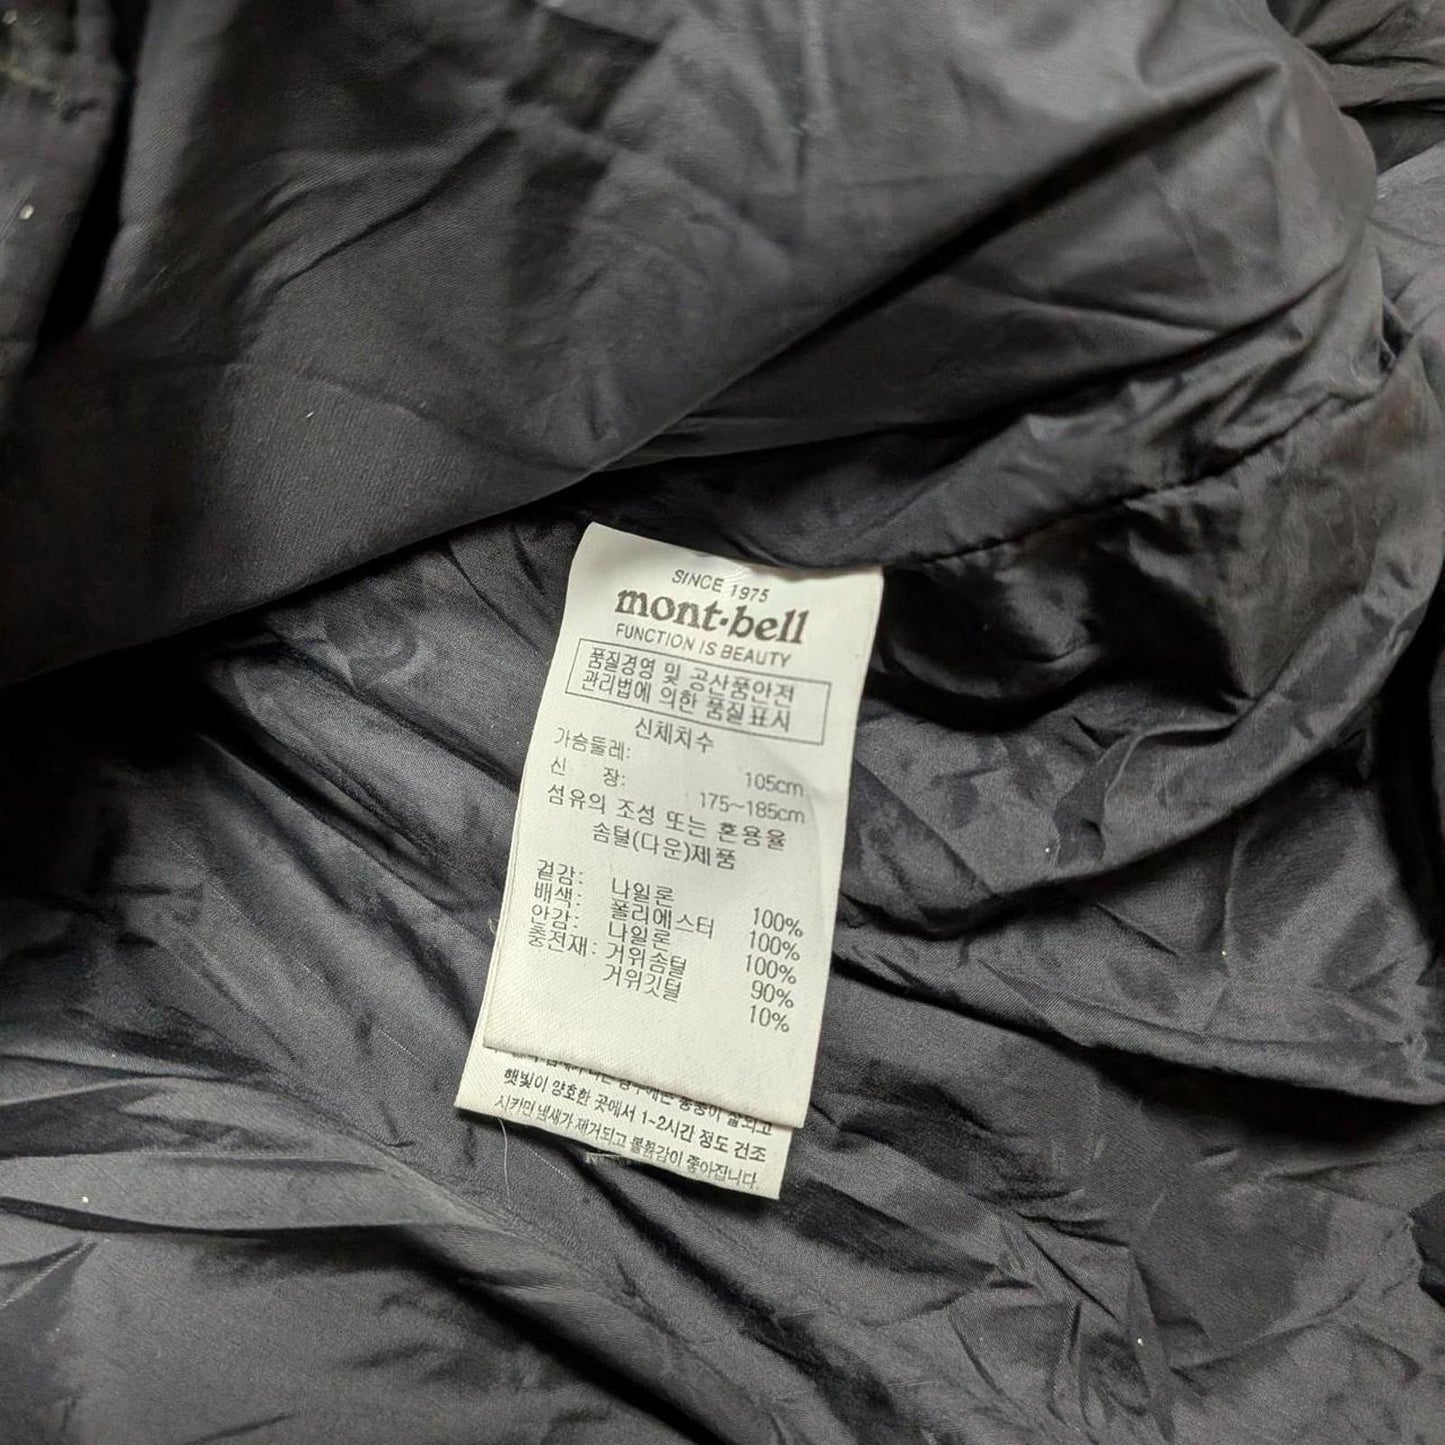 SINCE 1975
mont·bell
FUNCTION IS BEAUTY
품질경영 및 공산품안전
관리법에 의한 품질표시
신체치수
가슴둘레: 105cm
신 장: 175~185cm
섬유의 조성 또는 혼용율
솜털(다운)제품
겉감: 나일론 100%
배색: 폴리에스터 100%
안감: 나일론 100%
충전재: 거위솜털 90%
거위깃털 10%
햇빛이 양호한 곳에서 1~2시간 정도 건조
시키면 냄새가 제거되고 볼륨감이 좋아집니다.